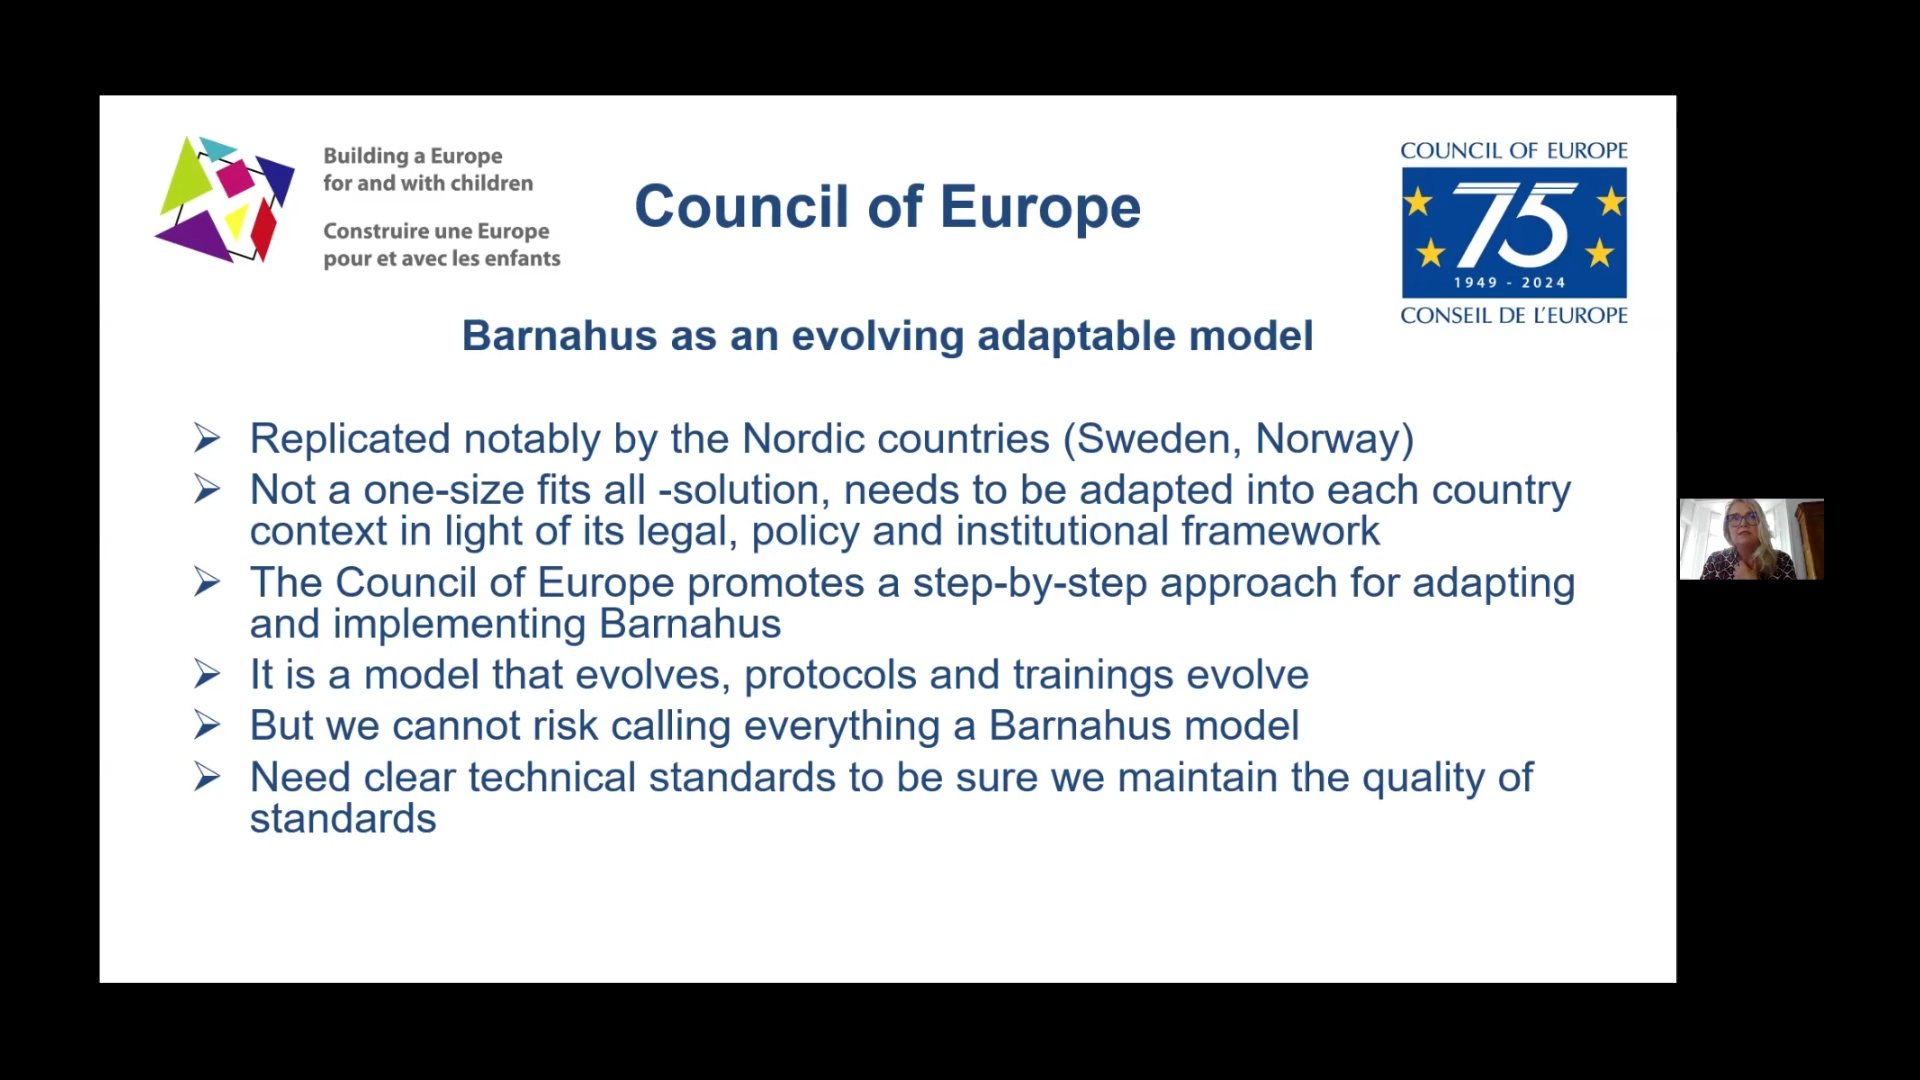 Building a Europe
for and with children
Construire une Europe
pour et avec les enfants
Council of Europe
COUNCIL OF EUROPE
75
1949 - 2024
CONSEIL DE L'EUROPE
Barnahus as an evolving adaptable model
Replicated notably by the Nordic countries (Sweden, Norway)
Not a one-size fits all -solution, needs to be adapted into each country
context in light of its legal, policy and institutional framework
The Council of Europe promotes a step-by-step approach for adapting
and implementing Barnahus
It is a model that evolves, protocols and trainings evolve
But we cannot risk calling everything a Barnahus model
Need clear technical standards to be sure we maintain the quality of
standards